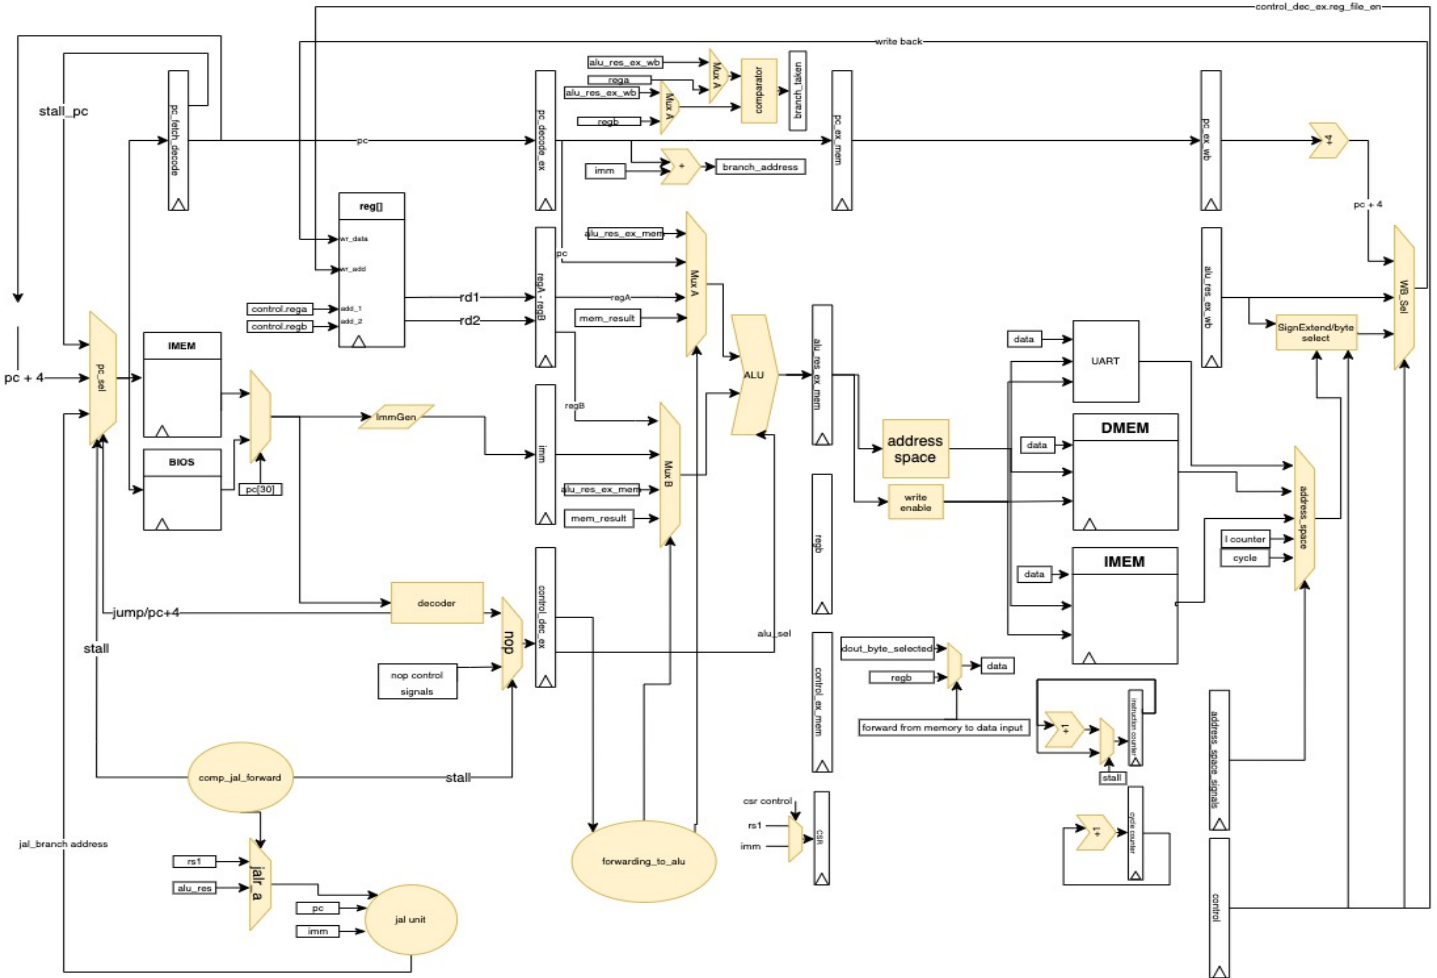 control_dec_ex.reg_file_en
write back
stall_pc
pc_fetch_decode
pc
pc_decode_ex
alu_res_ex_wb
rega
alu_res_ex_wb
regb
Mux A
Mux A
comparator
branch_taken
imm
+
branch_address
pc_ex_mem
pc_ex_wb
+4
pc + 4
reg[]
wr_data
wr_add
add_1
add_2
control.rega
control.regb
rd1
rd2
regA - regB
pc
alu_res_ex_mem
regA
mem_result
Mux A
ALU
alu_res_ex_mem
alu_res_ex_wb
WB_Sel
SignExtend/byte
select
pc + 4
pc_sel
IMEM
BIOS
pc[30]
ImmGen
imm
regB
alu_res_ex_mem
mem_result
Mux B
address
space
write
enable
data
UART
data
DMEM
data
IMEM
I counter
cycle
address_space
regb
jump/pc+4
decoder
nop
nop control
signals
control_dec_ex
alu_sel
control_ex_mem
dout_byte_selected
regb
data
forward from memory to data input
+1
instruction counter
stall
address_space_signals
stall
comp_jal_forward
stall
csr control
rs1
imm
CSR
+1
cycle counter
jal_branch address
rs1
alu_res
jalr_a
pc
imm
jal unit
forwarding_to_alu
control